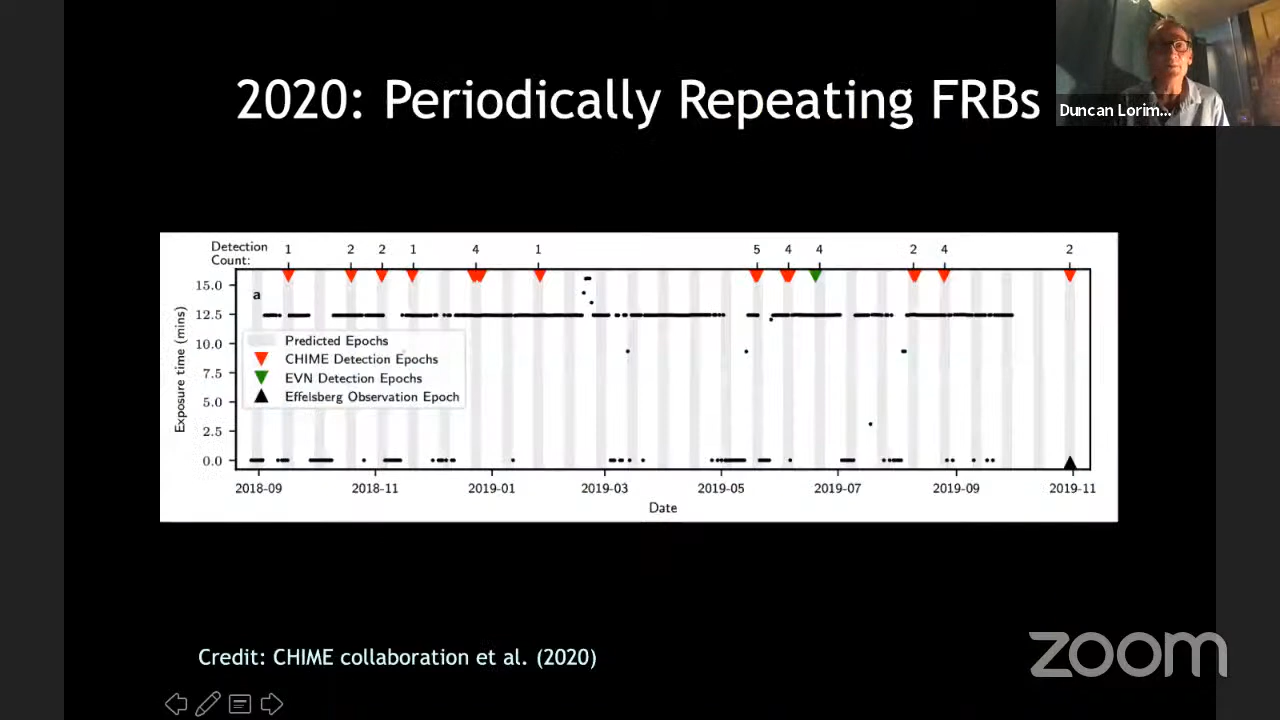 2020: Periodically Repeating FRBs
Duncan Lorim...
Detection Count: 1 2 2 1 4 1 5 4 4 2 4 2
a
Exposure time (mins)
15.0
12.5
10.0
7.5
5.0
2.5
0.0
Predicted Epochs
CHIME Detection Epochs
EVN Detection Epochs
Effelsberg Observation Epoch
2018-09 2018-11 2019-01 2019-03 2019-05 2019-07 2019-09 2019-11
Date
Credit: CHIME collaboration et al. (2020)
zoom